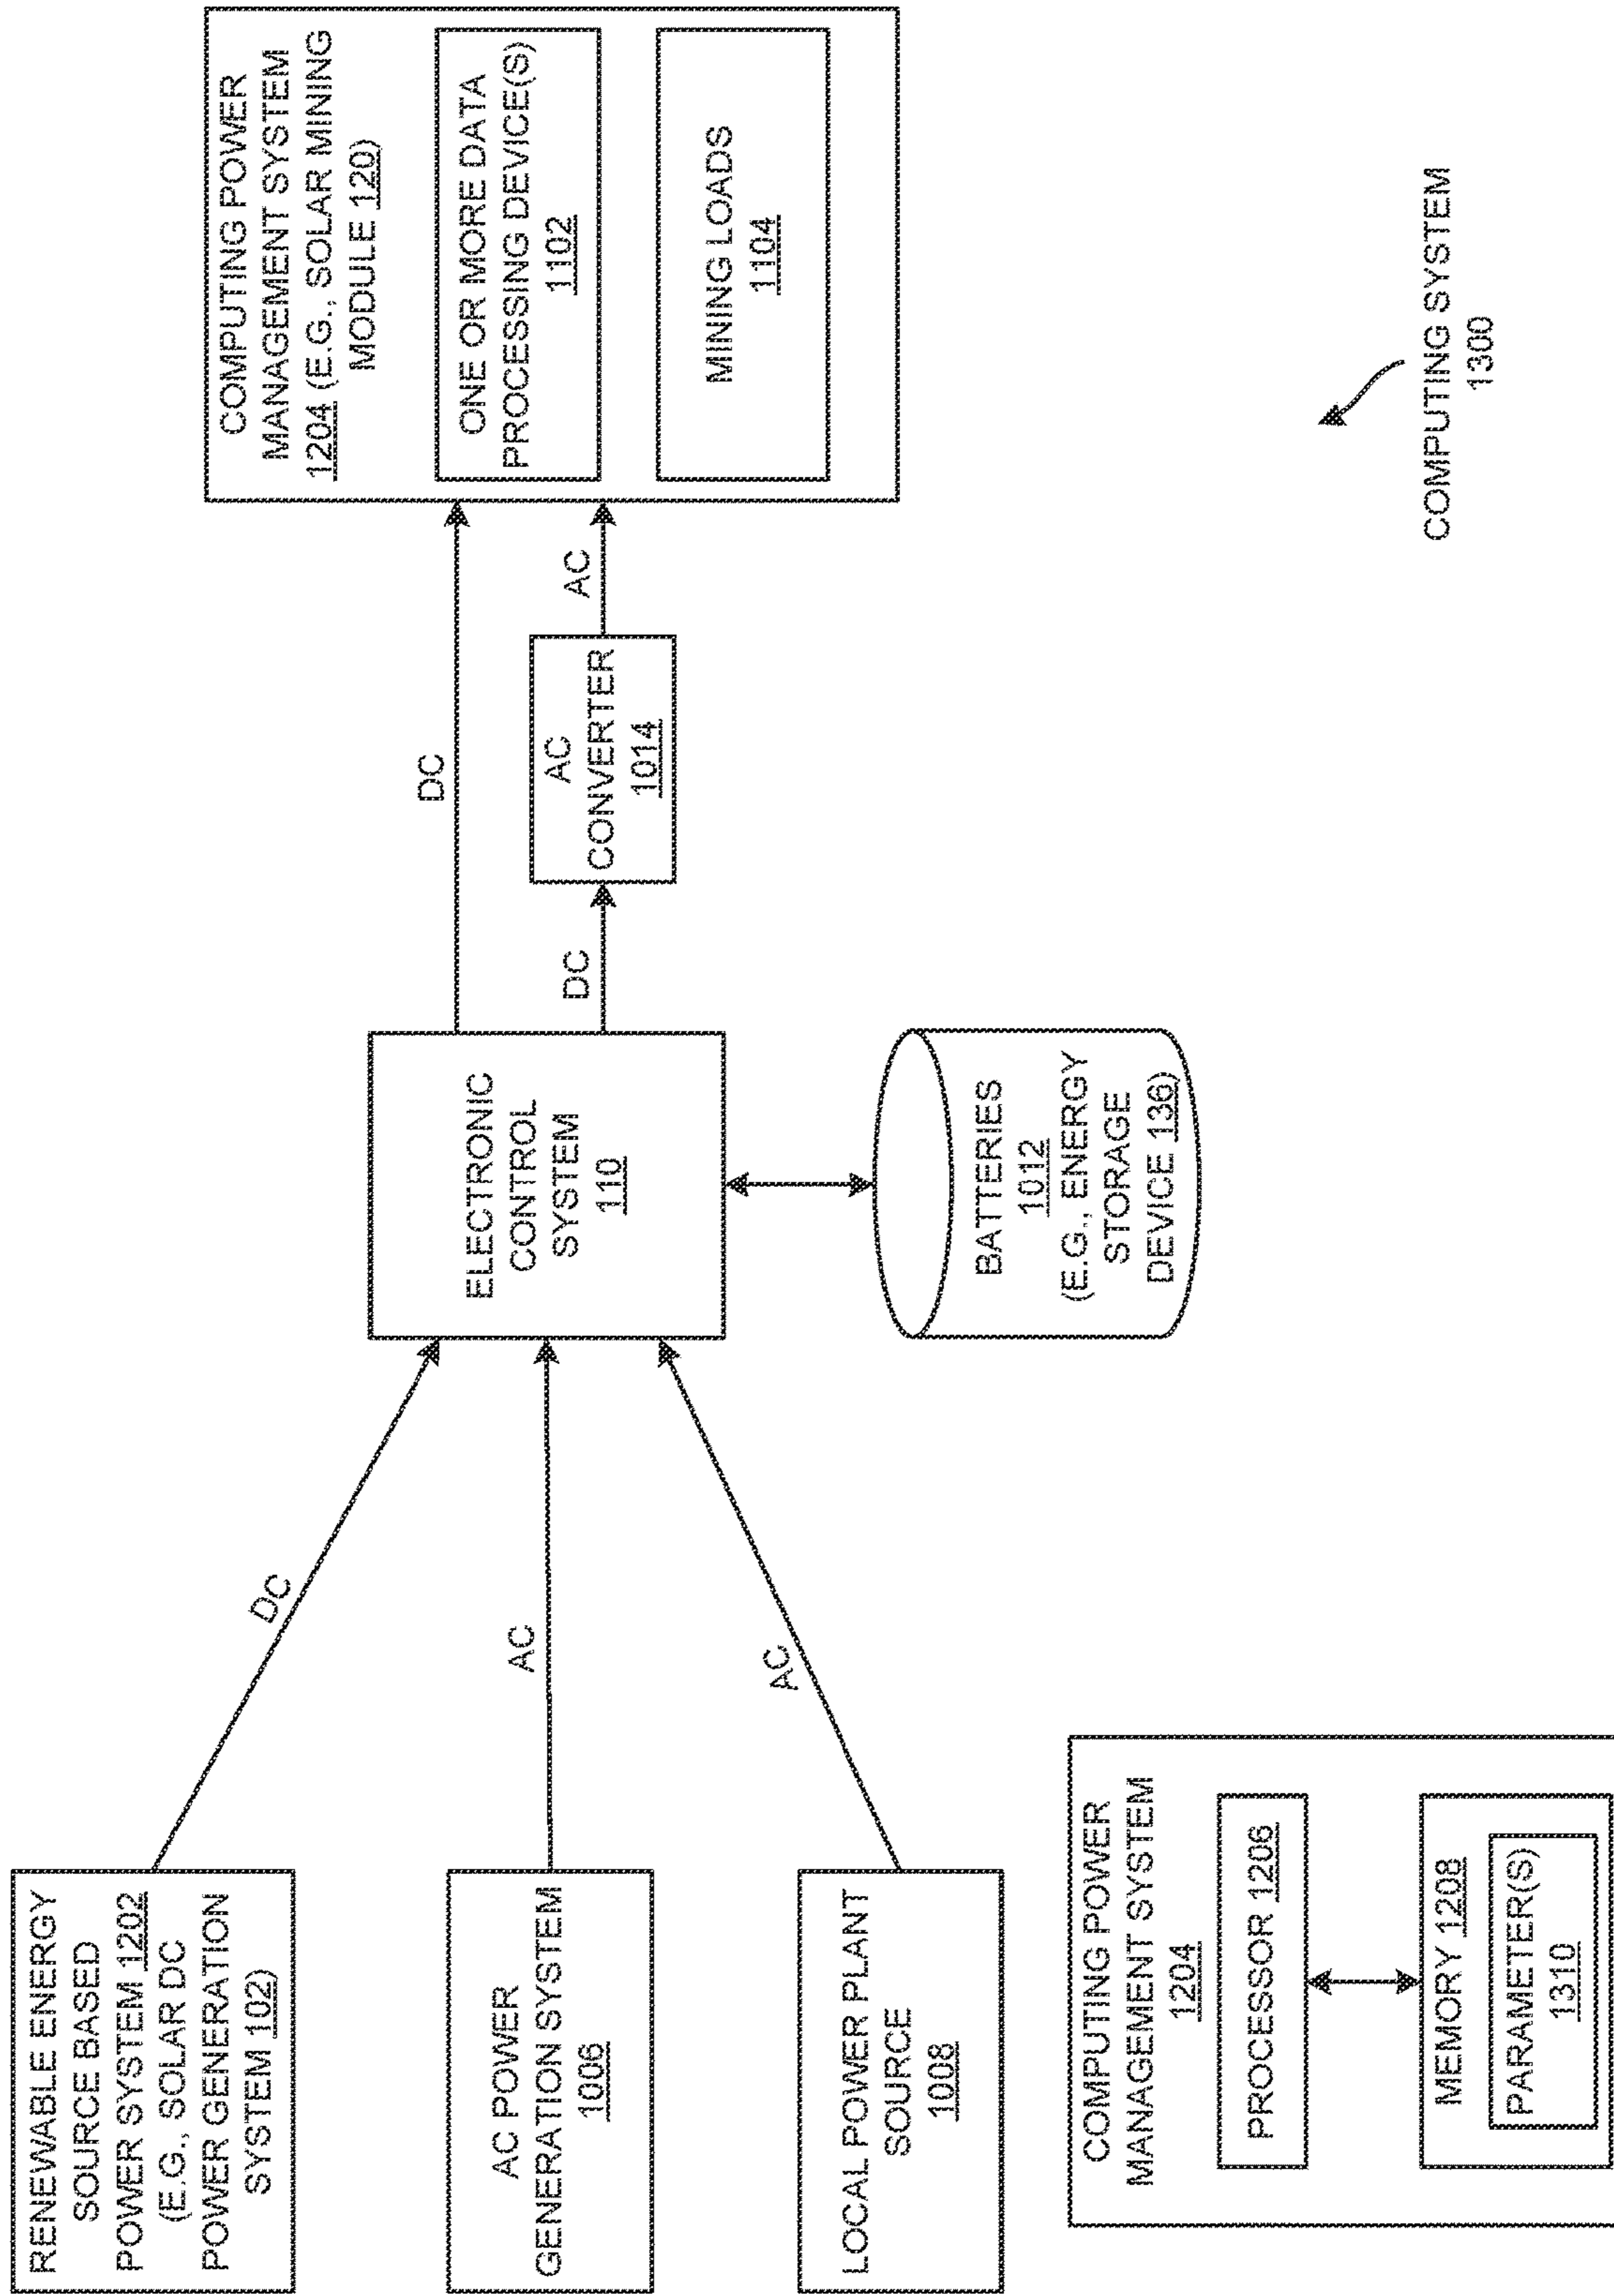 RENEWABLE ENERGY
SOURCE BASED
POWER SYSTEM 1202
(E.G., SOLAR DC
POWER GENERATION
SYSTEM 102)
DC
AC POWER
GENERATION SYSTEM
1006
AC
LOCAL POWER PLANT
SOURCE
1008
AC
ELECTRONIC
CONTROL
SYSTEM
110
BATTERIES
1012
(E.G., ENERGY
STORAGE
DEVICE 136)
DC
DC
AC
CONVERTER
1014
AC
COMPUTING POWER
MANAGEMENT SYSTEM
1204 (E.G., SOLAR MINING
MODULE 120)
ONE OR MORE DATA
PROCESSING DEVICE(S)
1102
MINING LOADS
1104
COMPUTING POWER
MANAGEMENT SYSTEM
1204
PROCESSOR 1206
MEMORY 1208
PARAMETER(S)
1310
COMPUTING SYSTEM
1300